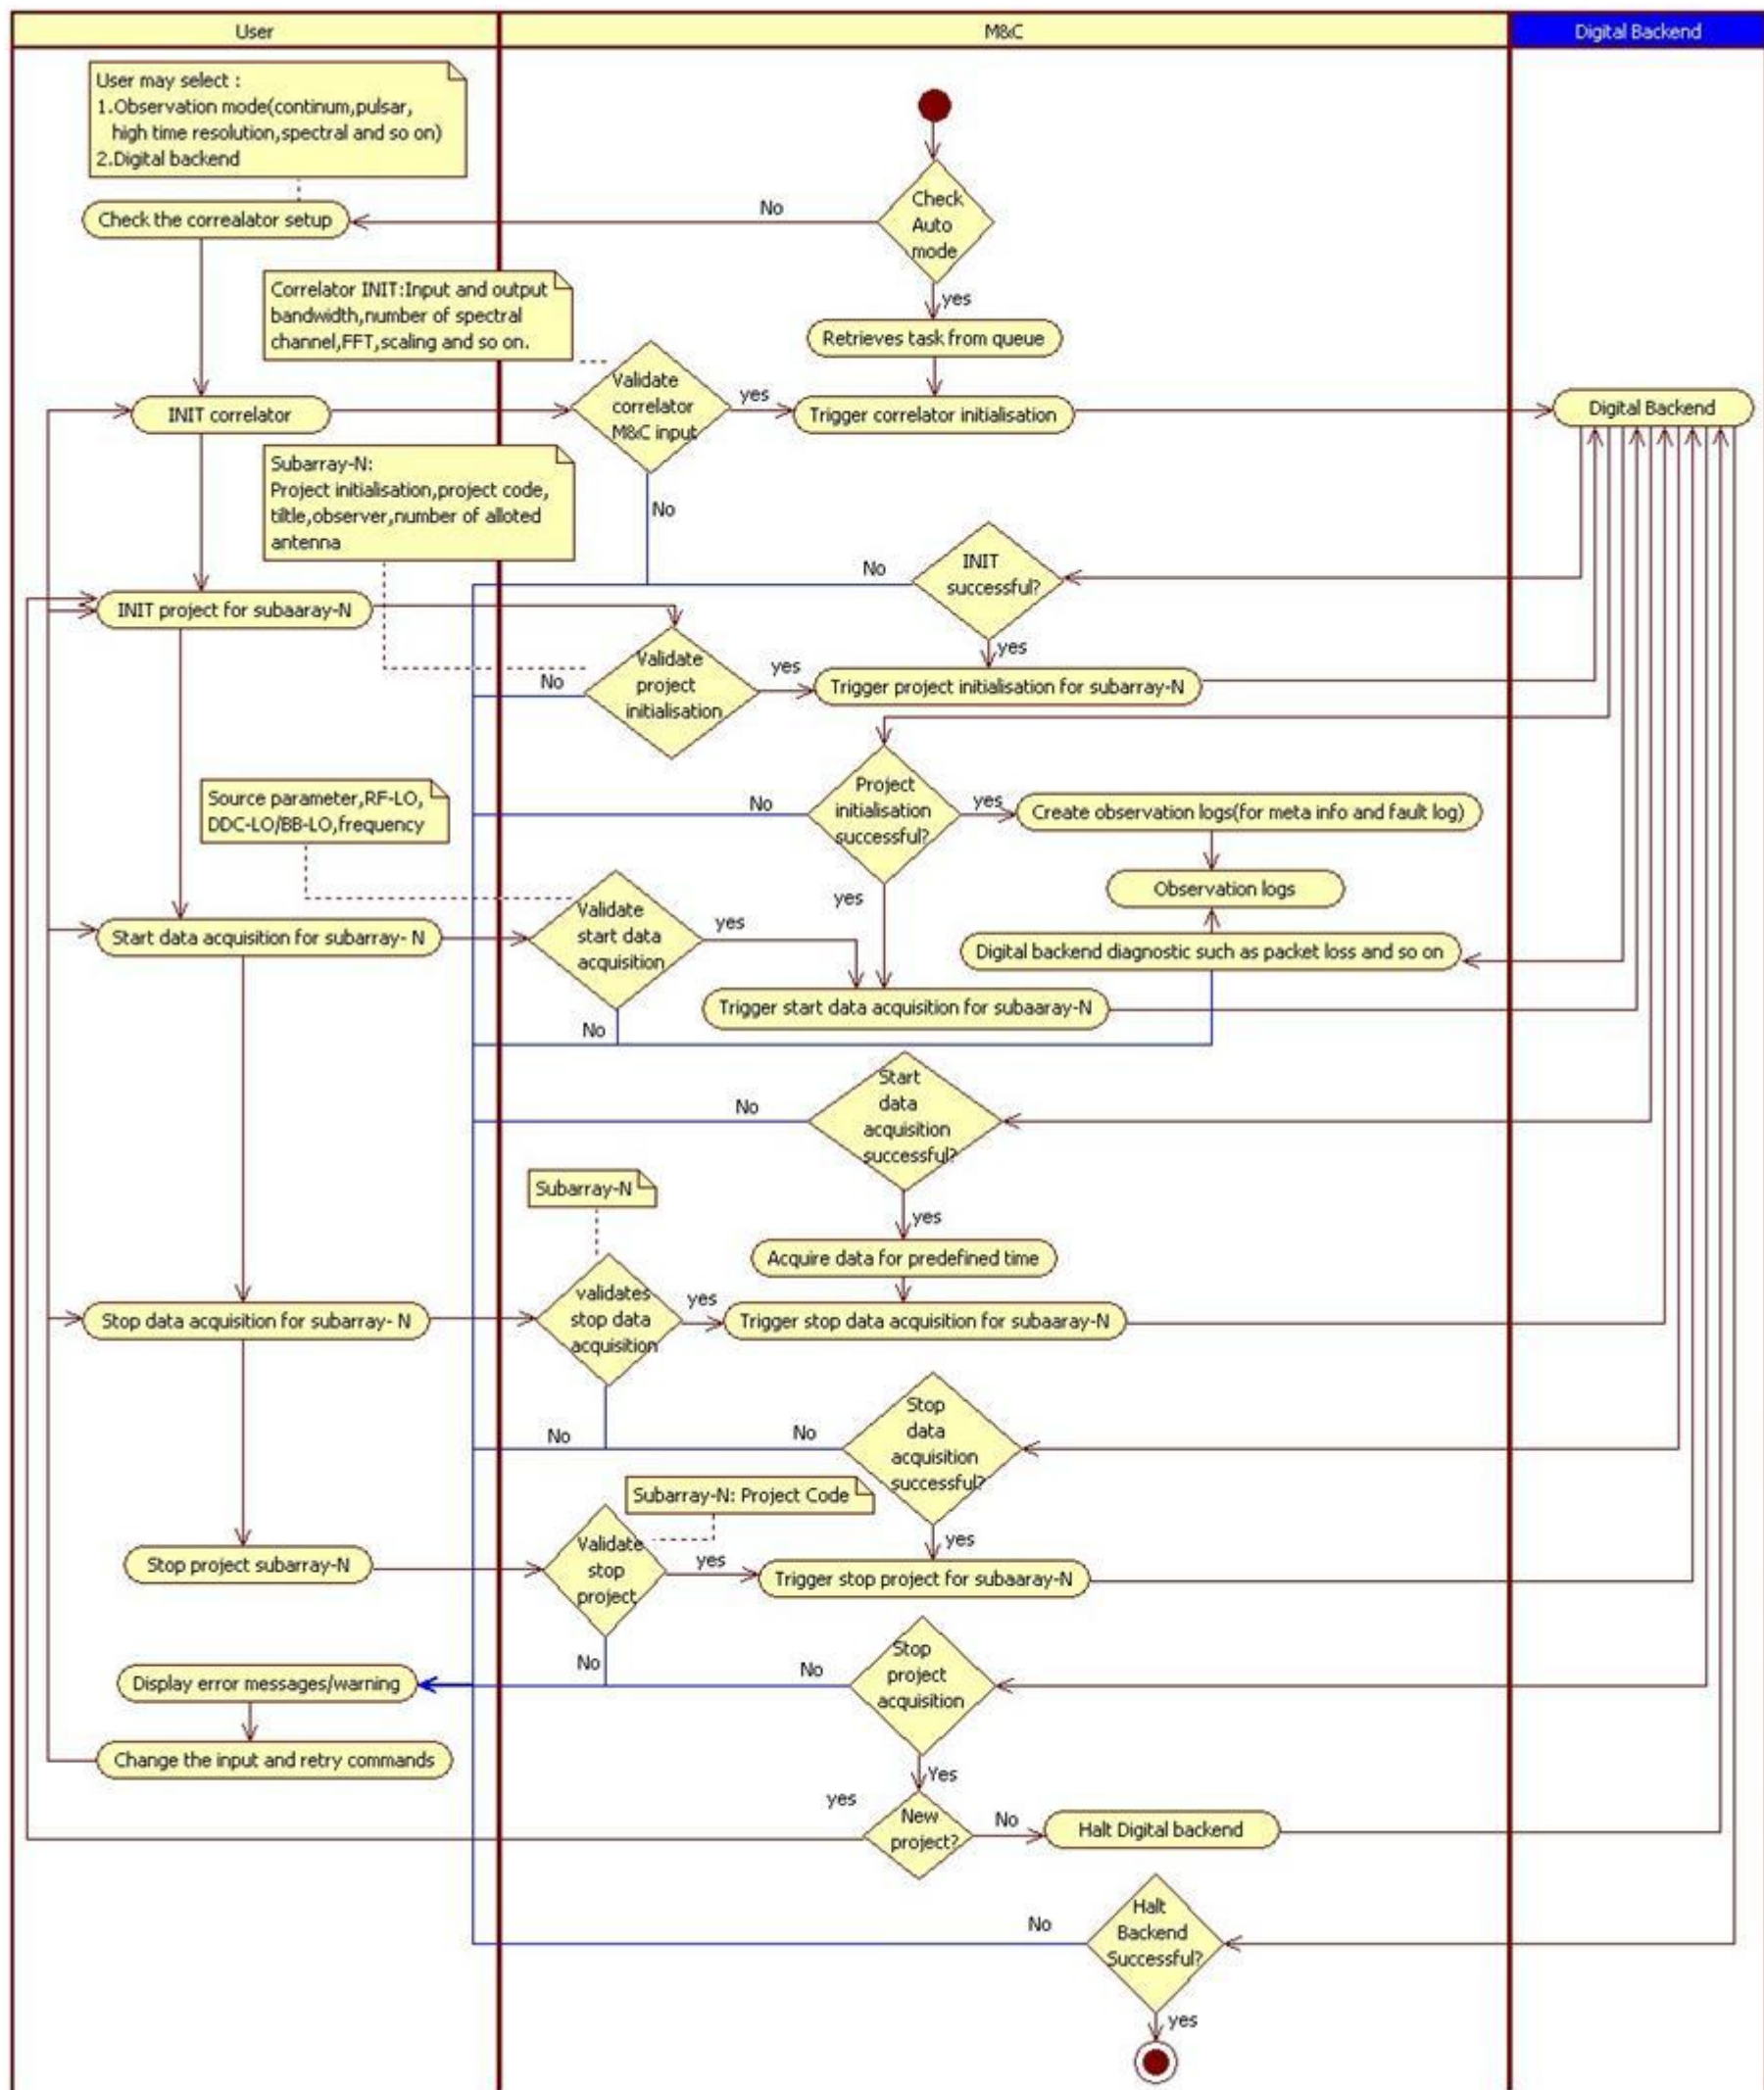 User
M&C
Digital Backend
User may select :
1.Observation mode(continum,pulsar,
high time resolution,spectral and so on)
2.Digital backend
Check
Auto
mode
No
Check the correalator setup
yes
Correlator INIT:Input and output
bandwidth,number of spectral
channel,FFT,scaling and so on.
Retrieves task from queue
Validate
correlator
M&C input
yes
INIT correlator
Trigger correlator initialisation
Digital Backend
Subarray-N:
Project initialisation,project code,
tiltle,observer,number of alloted
antenna
No
INIT
successful?
No
yes
INIT project for subaaray-N
Validate
project
initialisation
No
yes
Trigger project initialisation for subarray-N
Project
initialisation
successful?
No
yes
Create observation logs(for meta info and fault log)
Source parameter,RF-LO,
DDC-LO/BB-LO,frequency
yes
Observation logs
Validate
start data
acquisition
yes
Start data acquisition for subarray- N
Digital backend diagnostic such as packet loss and so on
Trigger start data acquisition for subaaray-N
No
Start
data
acquisition
successful?
No
yes
Subarray-N
Acquire data for predefined time
validates
stop data
acquisition
yes
Stop data acquisition for subarray- N
Trigger stop data acquisition for subaaray-N
No
Stop
data
acquisition
successful?
No
yes
Subarray-N: Project Code
Validate
stop
project
yes
Stop project subarray-N
Trigger stop project for subaaray-N
No
Stop
project
acquisition
No
Yes
Display error messages/warning
Change the input and retry commands
yes
New
project?
No
Halt Digital backend
Halt
Backend
Successful?
No
yes